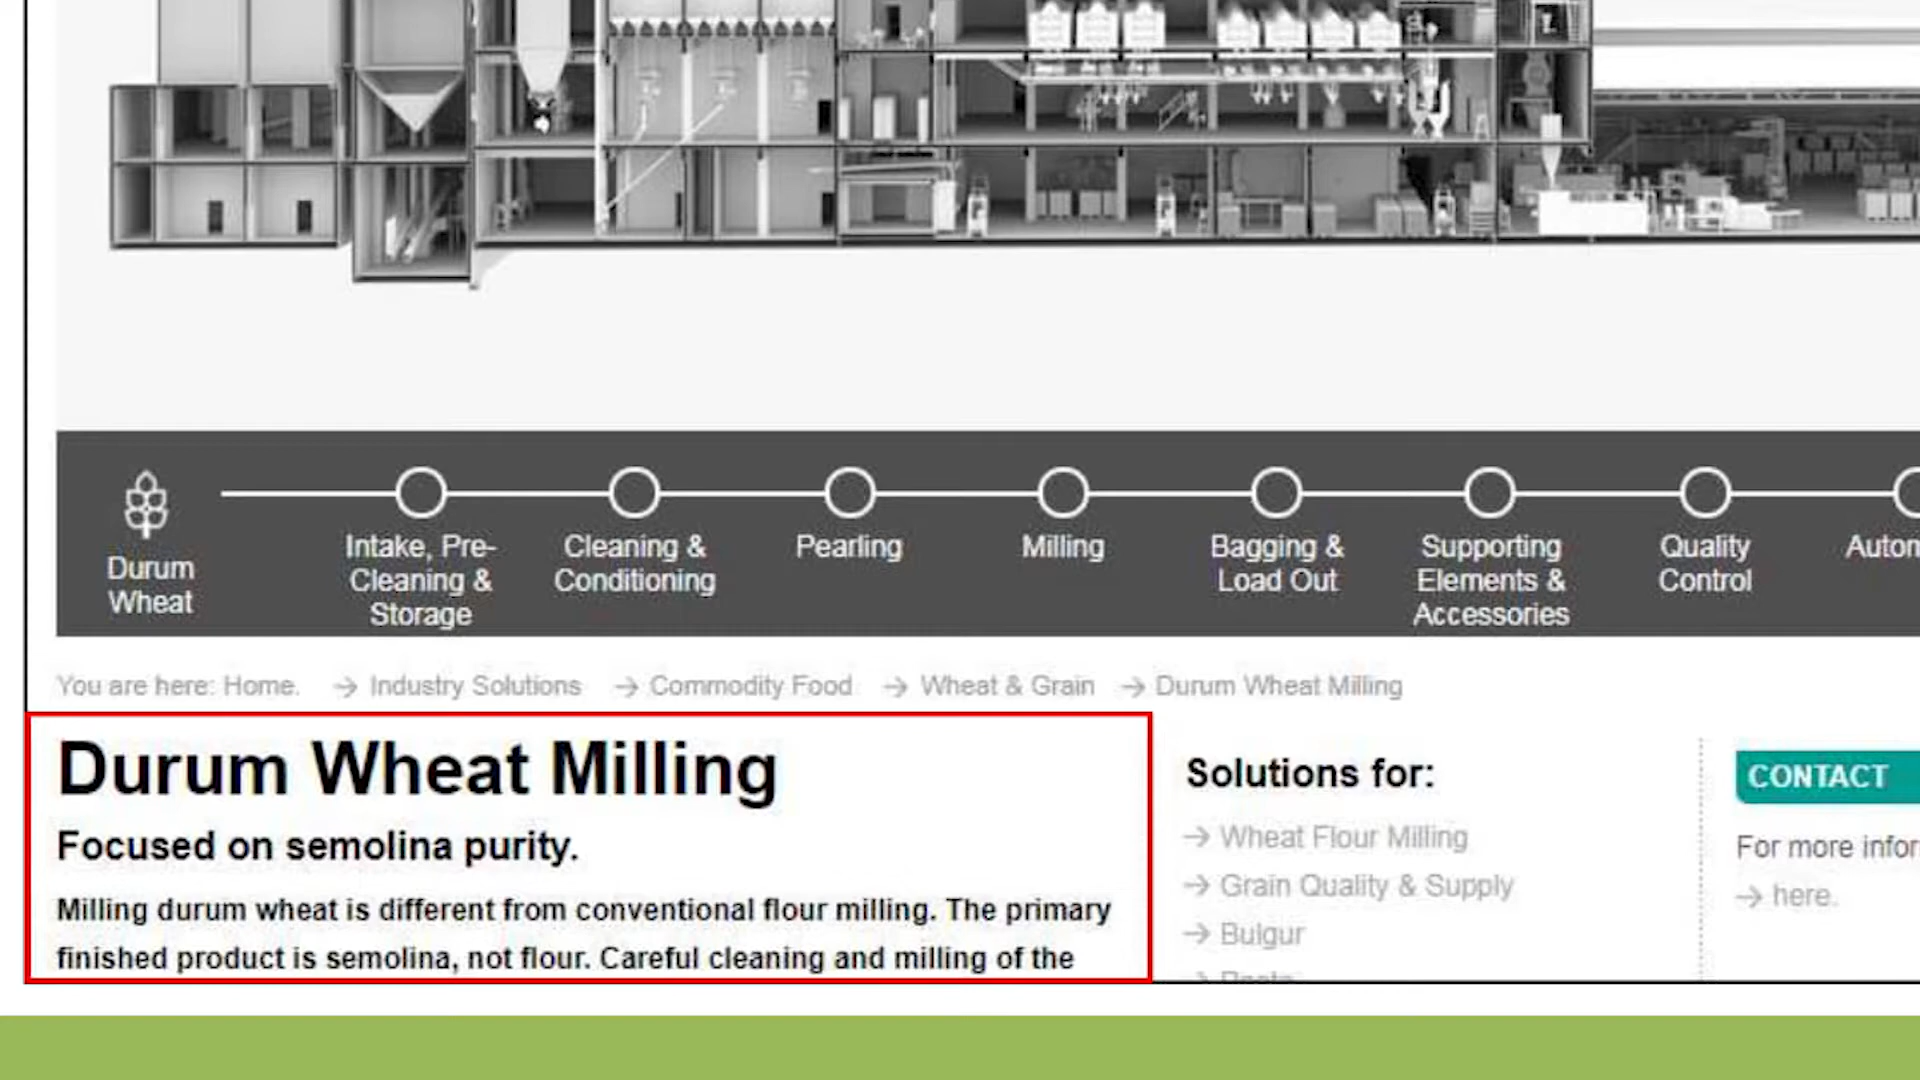 Durum
Wheat
Intake, Pre-
Cleaning &
Storage
Cleaning &
Conditioning
Pearling
Milling
Bagging &
Load Out
Supporting
Elements &
Accessories
Quality
Control
You are here: Home. → Industry Solutions → Commodity Food → Wheat & Grain → Durum Wheat Milling
Durum Wheat Milling
Focused on semolina purity.
Milling durum wheat is different from conventional flour milling. The primary
finished product is semolina, not flour. Careful cleaning and milling of the
Solutions for:
→ Wheat Flour Milling
→ Grain Quality & Supply
→ Bulgur
CONTACT
For more
→ here.